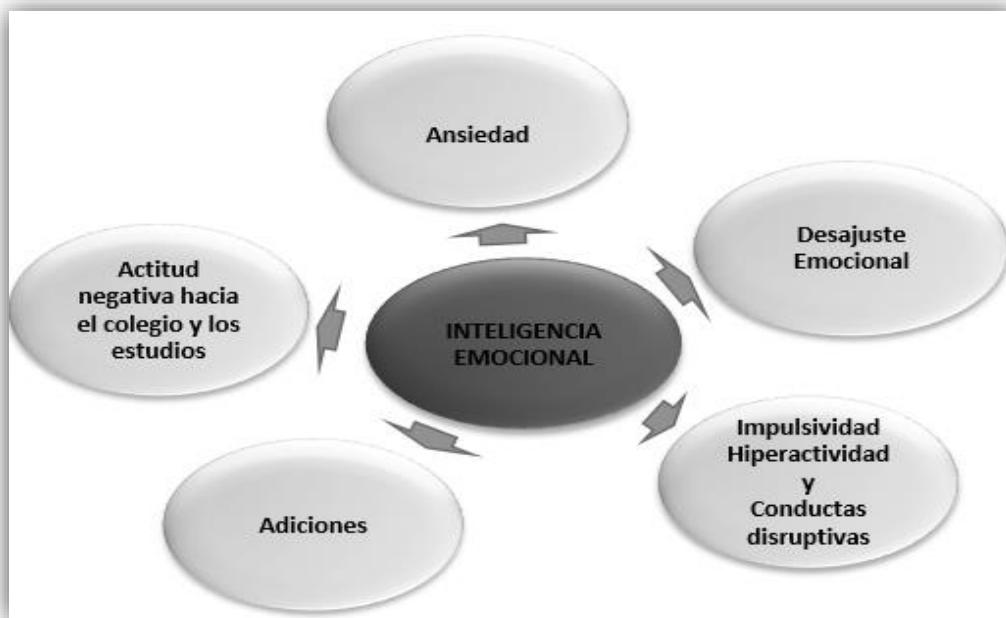 Ansiedad
Desajuste
Emocional
Actitud
negativa hacia
el colegio y los
estudios
INTELIGENCIA
EMOCIONAL
Impulsividad
Hiperactividad
y
Conductas
disruptivas
Adiciones